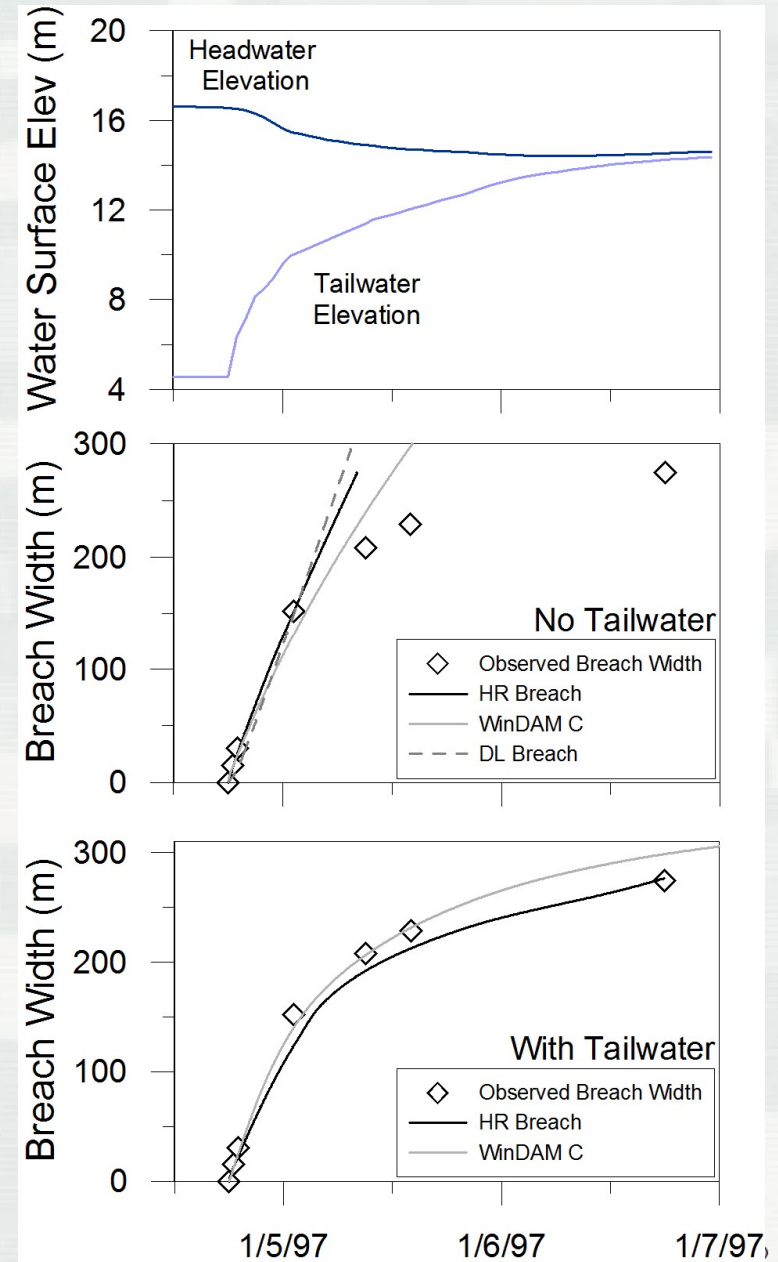 Water Surface Elev (m)
20
16
12
8
4
Headwater
Elevation
Tailwater
Elevation
Breach Width (m)
300
200
100
0
No Tailwater
Observed Breach Width
HR Breach
WinDAM C
DL Breach
Breach Width (m)
300
200
100
0
With Tailwater
Observed Breach Width
HR Breach
WinDAM C
1/5/97
1/6/97
1/7/97